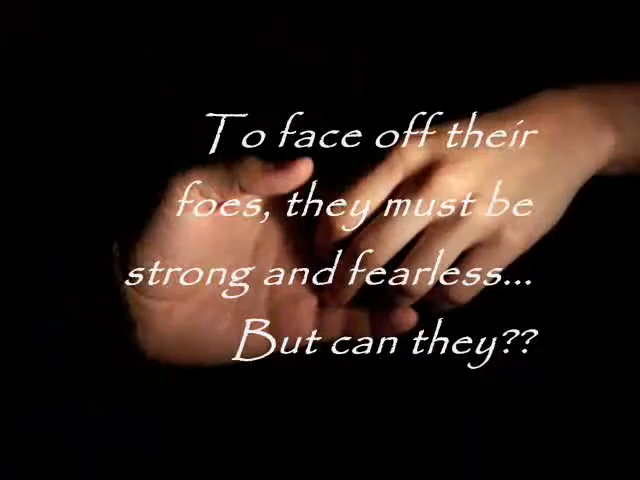 To face off their
foes, they must be
strong and fearless...
But can they??